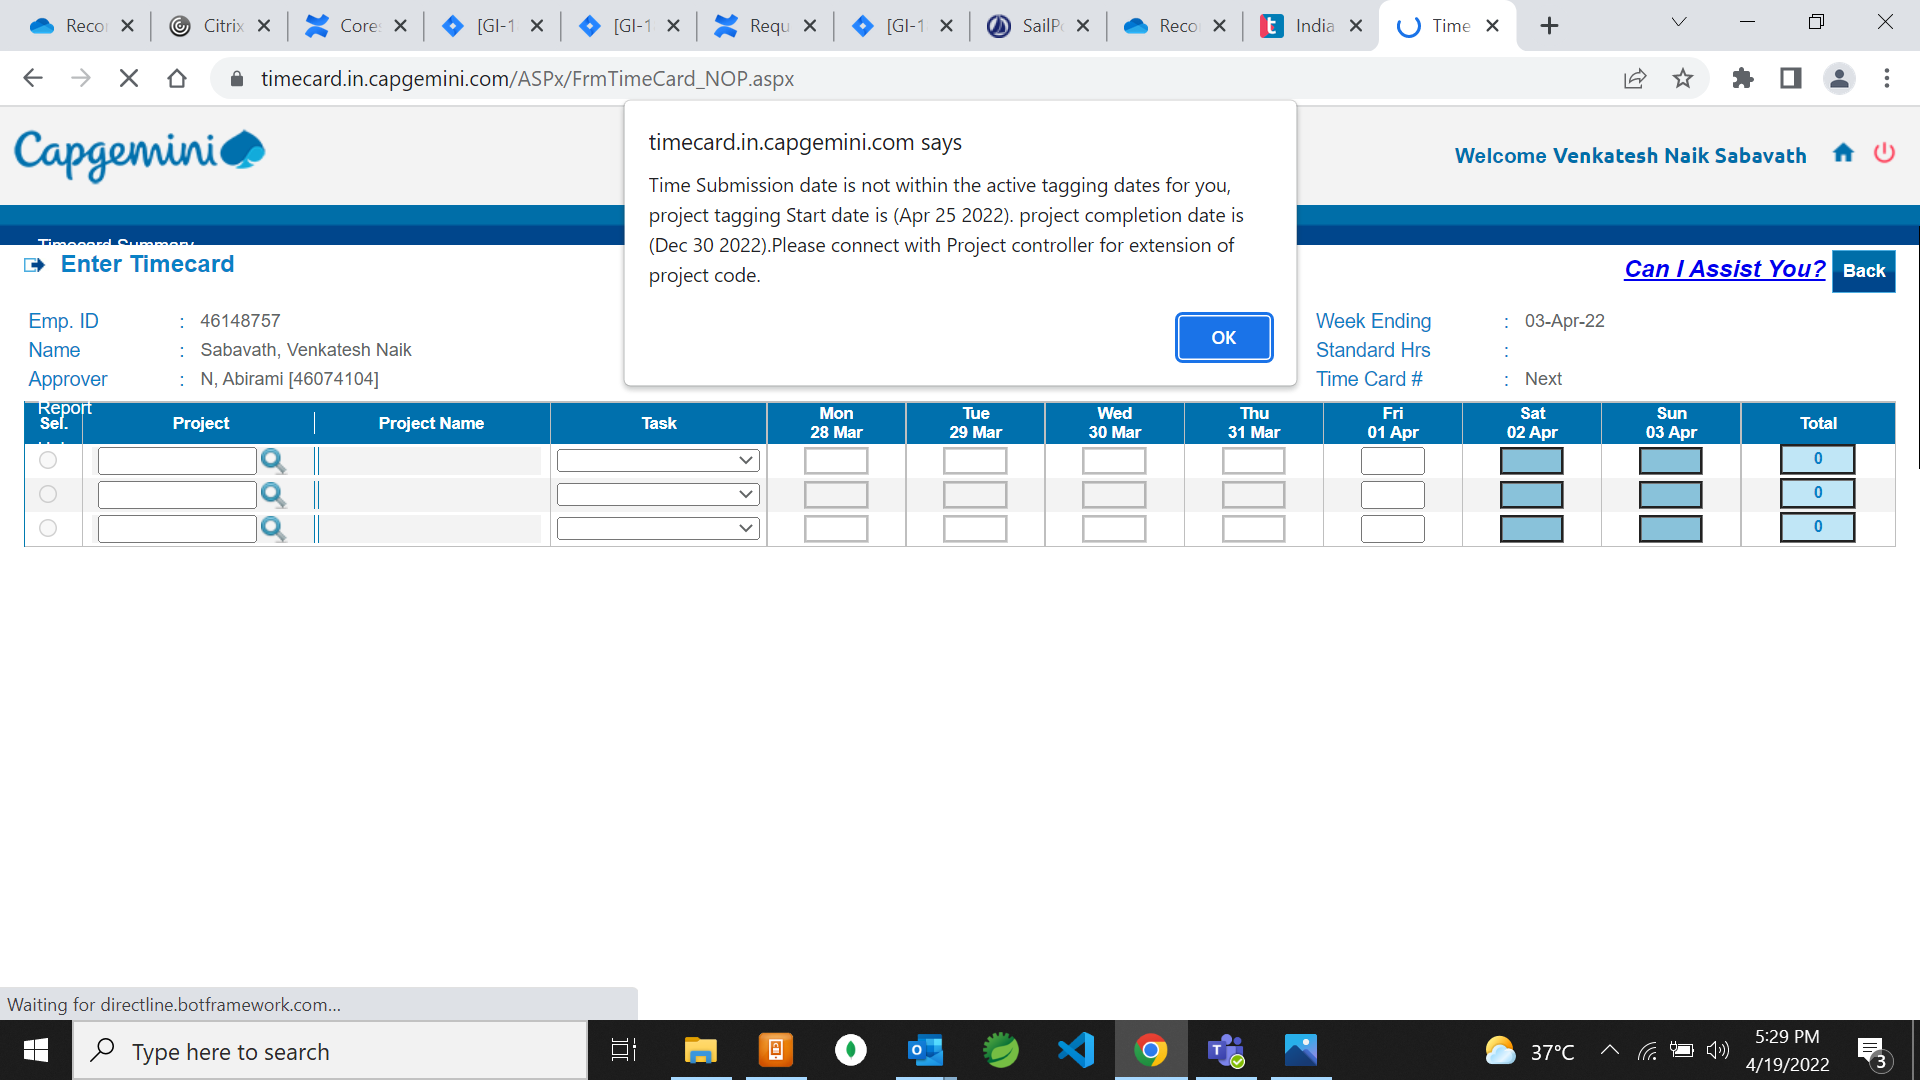 Reco
Citrix
Core
[GI-1
[GI-1
Requ
[GI-1
SailP
Reco
India
Time
timecard.in.capgemini.com/ASPx/FrmTimeCard_NOP.aspx
Capgemini
timecard.in.capgemini.com says
Time Submission date is not within the active tagging dates for you,
project tagging Start date is (Apr 25 2022). project completion date is
(Dec 30 2022).Please connect with Project controller for extension of
project code.
OK
Welcome Venkatesh Naik Sabavath
Timecard Summary
Enter Timecard
Can I Assist You?
Back
Emp. ID : 46148757
Name : Sabavath, Venkatesh Naik
Approver : N, Abirami [46074104]
Week Ending : 03-Apr-22
Standard Hrs :
Time Card # : Next
Report
Sel. Project Project Name Task Mon 28 Mar Tue 29 Mar Wed 30 Mar Thu 31 Mar Fri 01 Apr Sat 02 Apr Sun 03 Apr Total
0
0
0
Waiting for directline.botframework.com...
Type here to search
37°C
5:29 PM
4/19/2022
3